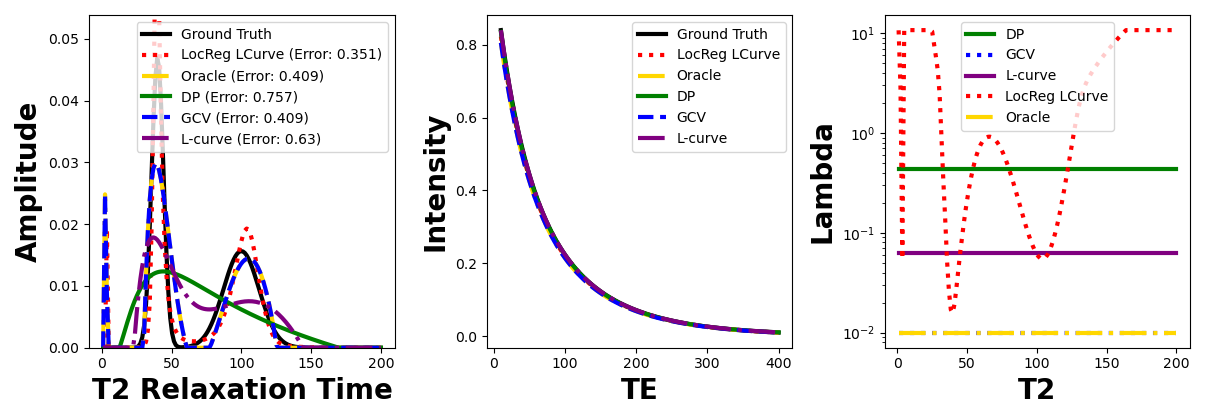 Amplitude
0.05
0.04
0.03
0.02
0.01
0.00
Ground Truth
LocReg LCurve (Error: 0.351)
Oracle (Error: 0.409)
DP (Error: 0.757)
GCV (Error: 0.409)
L-curve (Error: 0.63)
0 50 100 150 200
T2 Relaxation Time
Intensity
0.8
0.6
0.4
0.2
0.0
Ground Truth
LocReg LCurve
Oracle
DP
GCV
L-curve
0 100 200 300 400
TE
Lambda
10¹
10⁰
10⁻¹
10⁻²
DP
GCV
L-curve
LocReg LCurve
Oracle
0 50 100 150 200
T2